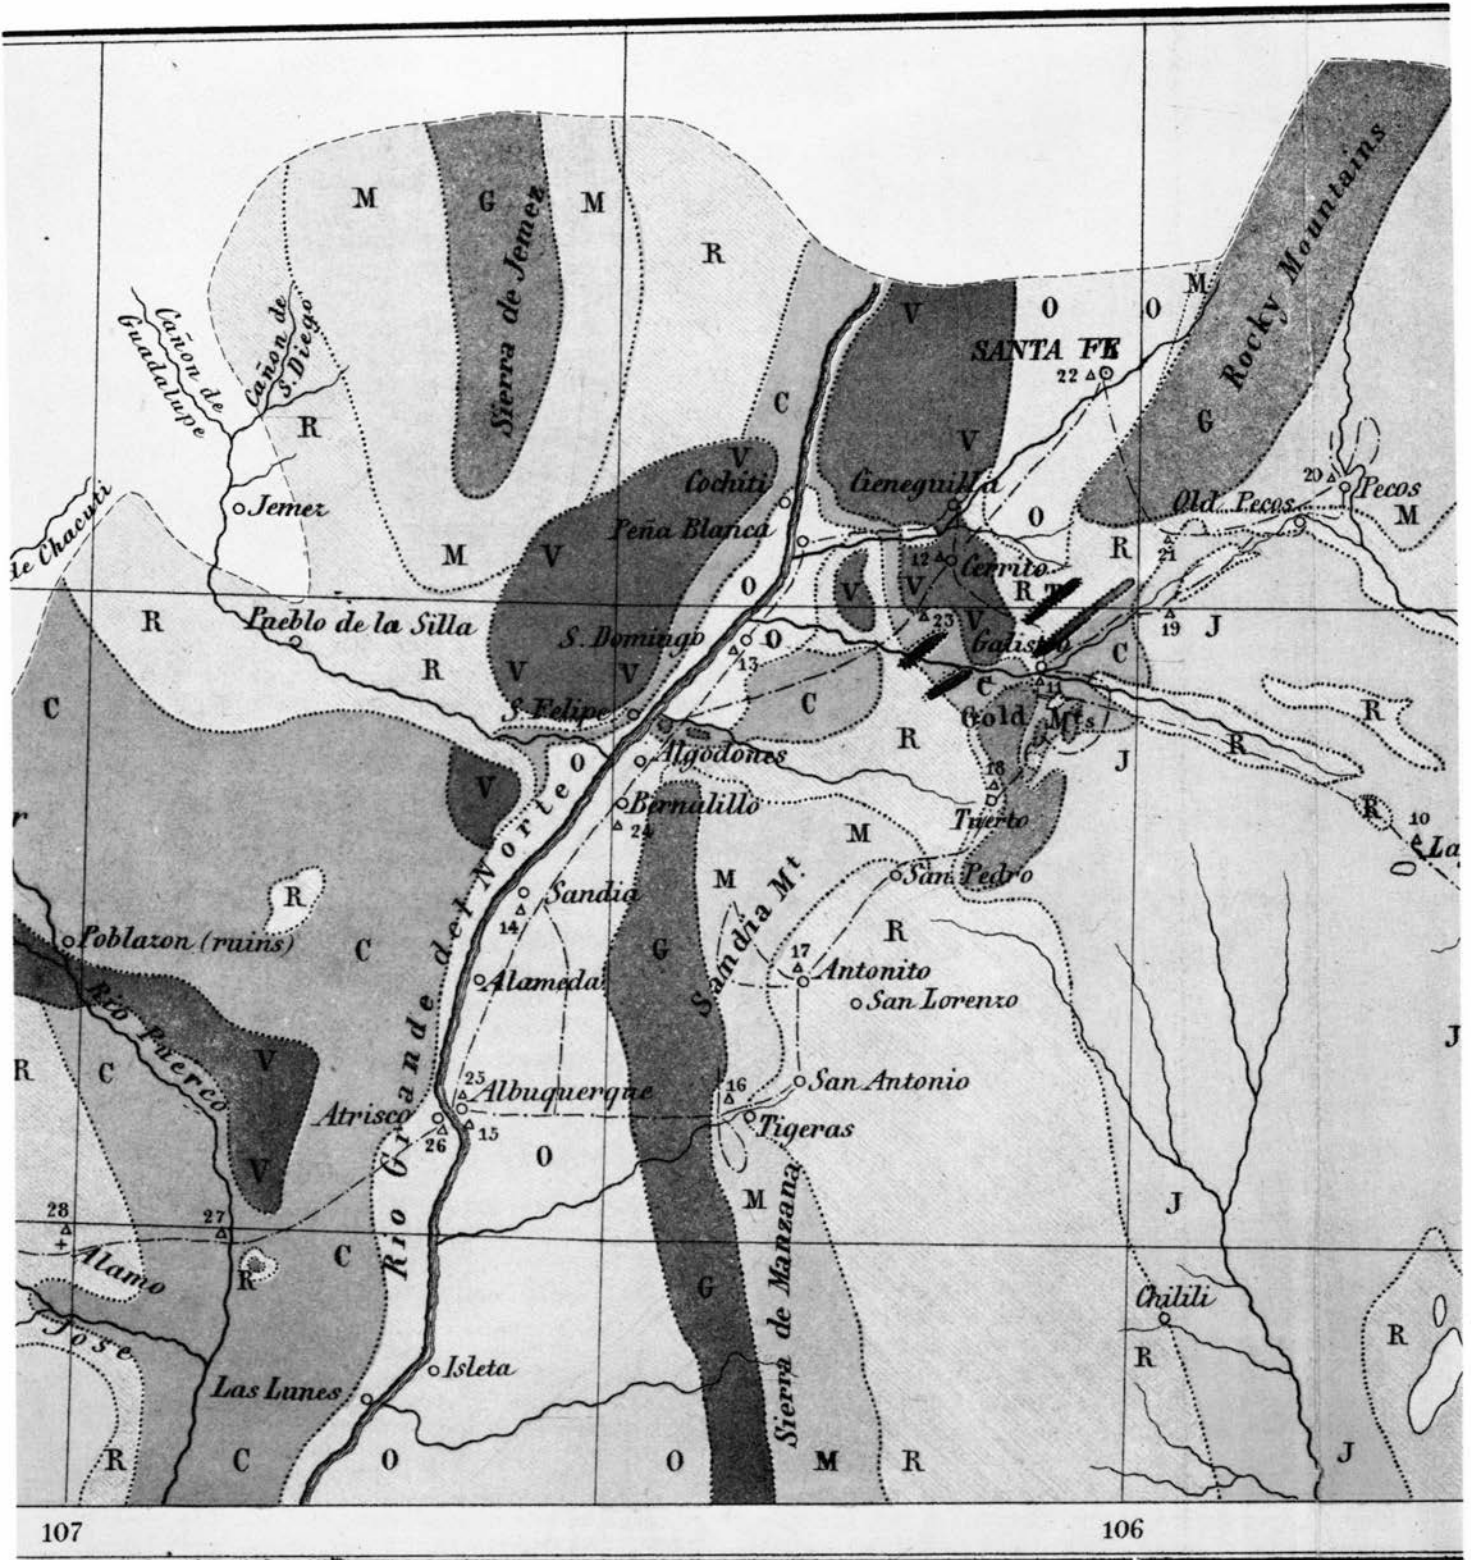 M
G
M
R
Sierra de Jemez
Rocky Mountains
M
V
O
O
SANTA FE
22
Cañon de
Guadalupe
Cañon de
S. Diego
R
C
V
G
V
Cochiti
Cieneguilla
20
Pecos
Old Pecos
M
Jemez
de Chacuti
Peña Blanca
O
M
V
12
Cerrito
R
21
V
V
R
T
O
R
Pueblo de la Silla
S. Domingo
O
13
23
V
Galisteo
19
J
C
R
V
V
C
S. Felipe
C
C
11
Gold Mts
R
R
R
J
O
Algodones
V
18
Bernalillo
24
Tuerto
R
10
La
r
M
M
San Pedro
R
Sandia
14
Sandia Mt.
R
Poblazon (ruins)
C
G
17
Antonito
Alameda
San Lorenzo
Rio Puerco
Rio Grande del Norte
J
R
C
V
25
Albuquerque
16
San Antonio
Atrisco
26
15
Tigeras
O
V
M
J
28
27
Alamo
C
R
G
Sierra de Manzana
Chilili
R
R
Jose
Isleta
Las Lunes
R
C
O
O
M
R
J
107
106